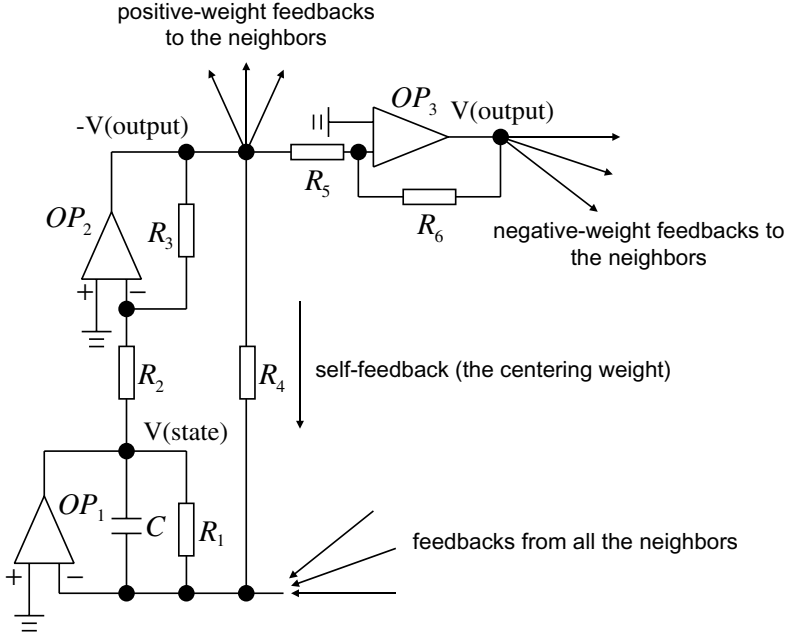 positive-weight feedbacks
to the neighbors
OP₃
V(output)
-V(output)
R₅
OP₂
R₃
R₆
negative-weight feedbacks to
the neighbors
+ −
R₂
R₄
self-feedback (the centering weight)
V(state)
OP₁
C
R₁
feedbacks from all the neighbors
+ −